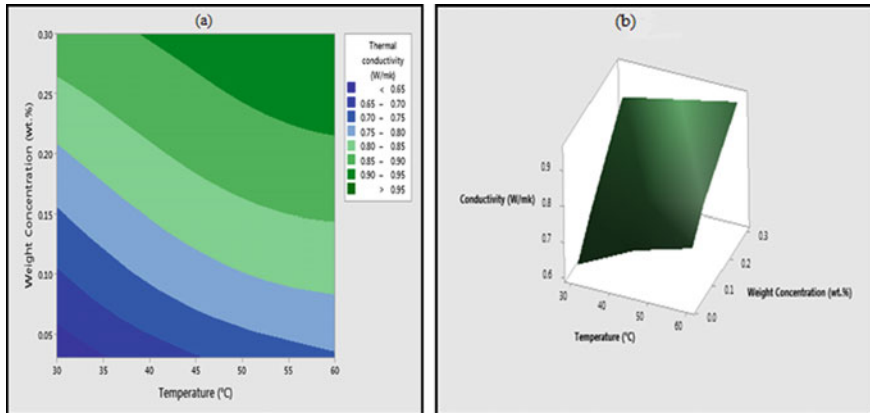 (a)
0.30
0.25
0.20
0.15
0.10
0.05
Weight Concentration (wt.%)
30 35 40 45 50 55 60
Temperature (°C)
Thermal
conductivity
(W/mk)
< 0.65
0.65 – 0.70
0.70 – 0.75
0.75 – 0.80
0.80 – 0.85
0.85 – 0.90
0.90 – 0.95
> 0.95
(b)
0.9
0.8
0.7
0.6
Conductivity (W/mk)
30 40 50 60
Temperature (°C)
0.0 0.1 0.2 0.3
Weight Concentration (wt.%)